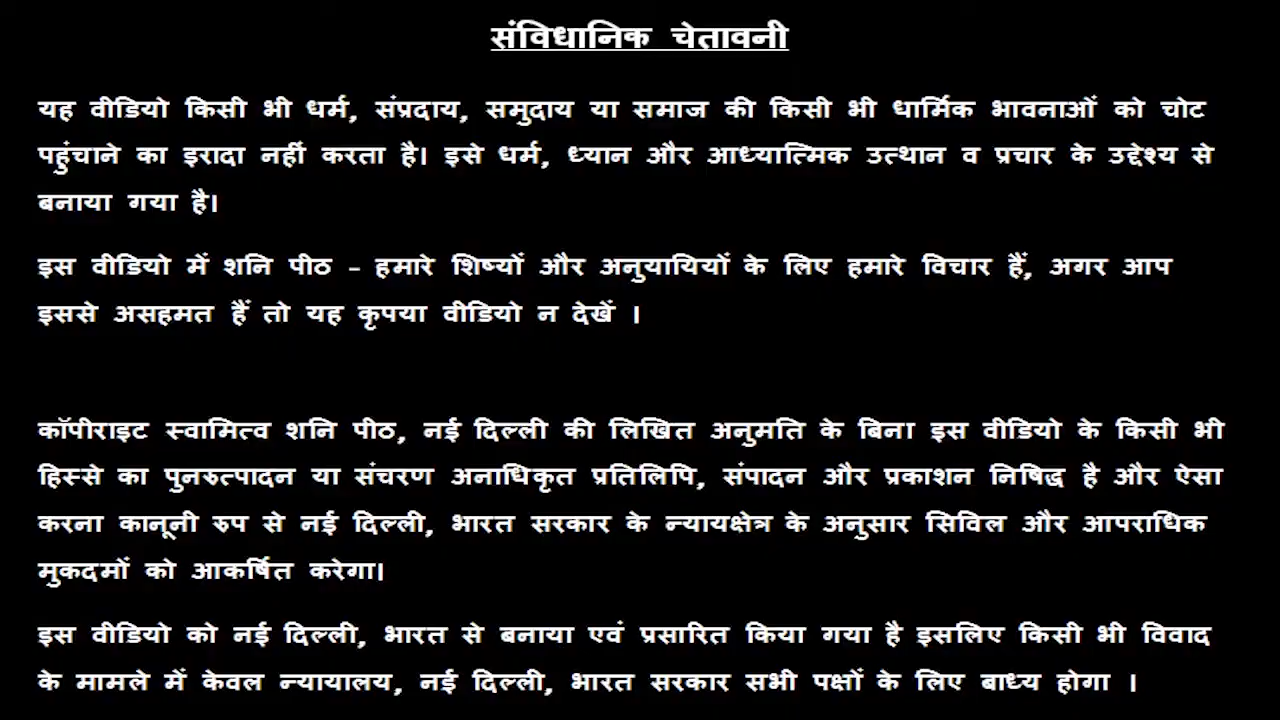 संविधानिक चेतावनी
यह वीडियो किसी भी धर्म, संप्रदाय, समुदाय या समाज की किसी भी धार्मिक भावनाओं को चोट
पहुंचाने का इरादा नहीं करता है। इसे धर्म, ध्यान और आध्यात्मिक उत्थान व प्रचार के उद्देश्य से
बनाया गया है।
इस वीडियो में शनि पीठ – हमारे शिष्यों और अनुयायियों के लिए हमारे विचार हैं, अगर आप
इससे असहमत हैं तो यह कृपया वीडियो न देखें ।
कॉपीराइट स्वामित्व शनि पीठ, नई दिल्ली की लिखित अनुमति के बिना इस वीडियो के किसी भी
हिस्से का पुनरुत्पादन या संचरण अनाधिकृत प्रतिलिपि, संपादन और प्रकाशन निषिद्ध है और ऐसा
करना कानूनी रुप से नई दिल्ली, भारत सरकार के न्यायक्षेत्र के अनुसार सिविल और आपराधिक
मुकदमों को आकर्षित करेगा।
इस वीडियो को नई दिल्ली, भारत से बनाया एवं प्रसारित किया गया है इसलिए किसी भी विवाद
के मामले में केवल न्यायालय, नई दिल्ली, भारत सरकार सभी पक्षों के लिए बाध्य होगा ।